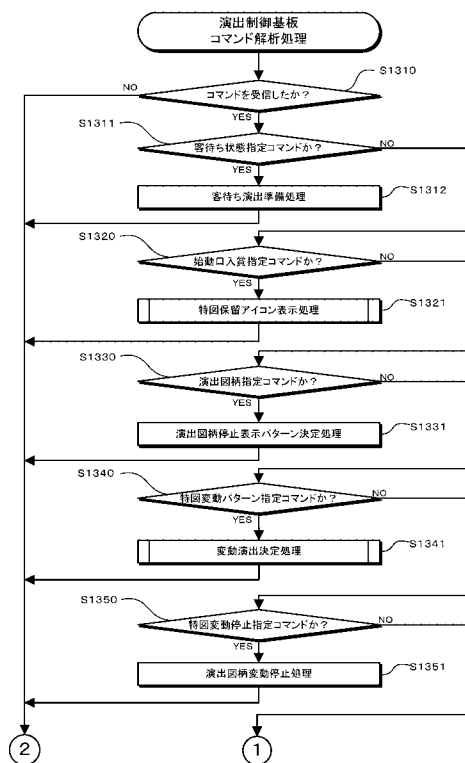 演出制御基板
コマンド解析処理
S1310
コマンドを受信したか？
NO
YES
S1311
客待ち状態指定コマンドか？
NO
YES
客待ち演出準備処理
S1312
S1320
始動口入賞指定コマンドか？
NO
YES
特図保留アイコン表示処理
S1321
S1330
演出図柄指定コマンドか？
NO
YES
演出図柄停止表示パターン決定処理
S1331
S1340
特図変動パターン指定コマンドか？
NO
YES
変動演出決定処理
S1341
S1350
特図変動停止指定コマンドか？
NO
YES
演出図柄変動停止処理
S1351
2
1